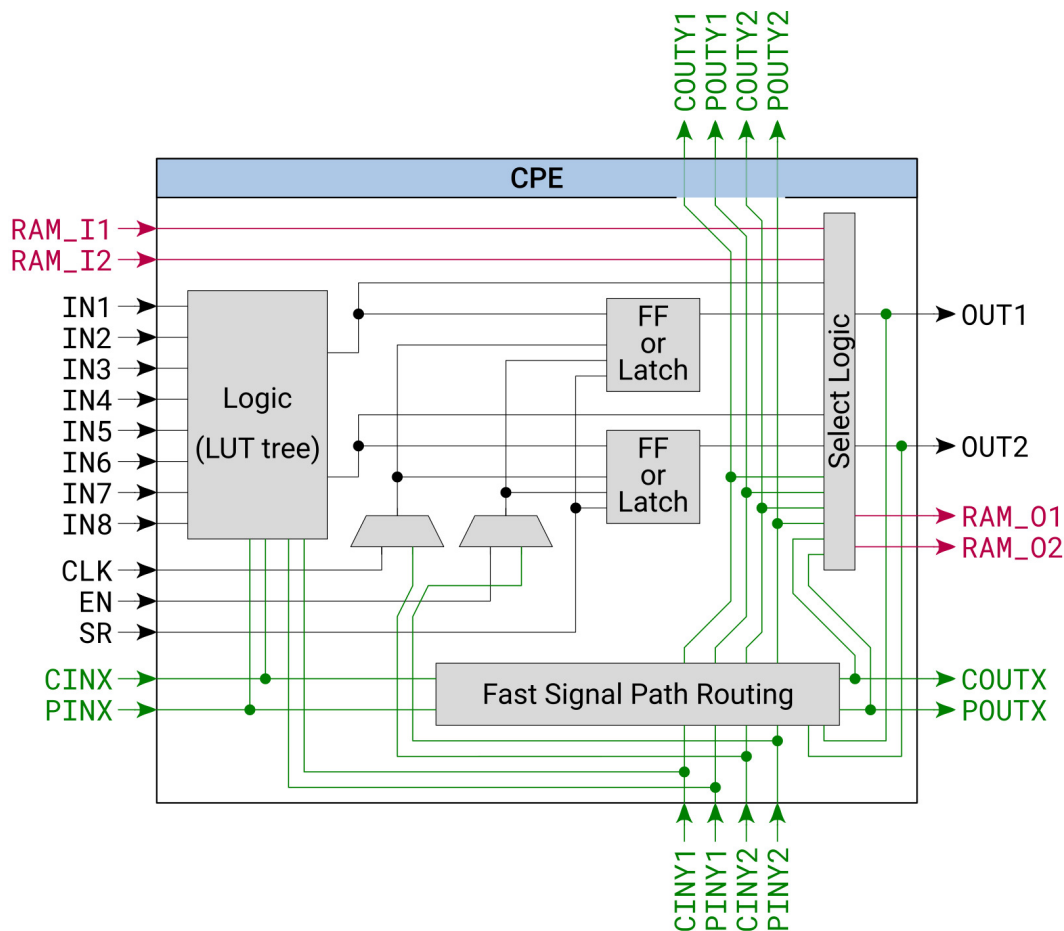 COUTY1
POUTY1
COUTY2
POUTY2
CPE
RAM_I1
RAM_I2
IN1
IN2
IN3
IN4
IN5
IN6
IN7
IN8
CLK
EN
SR
CINX
PINX
Logic
(LUT tree)
FF
or
Latch
FF
or
Latch
Select Logic
Fast Signal Path Routing
OUT1
OUT2
RAM_O1
RAM_O2
COUTX
POUTX
CINY1
PINY1
CINY2
PINY2